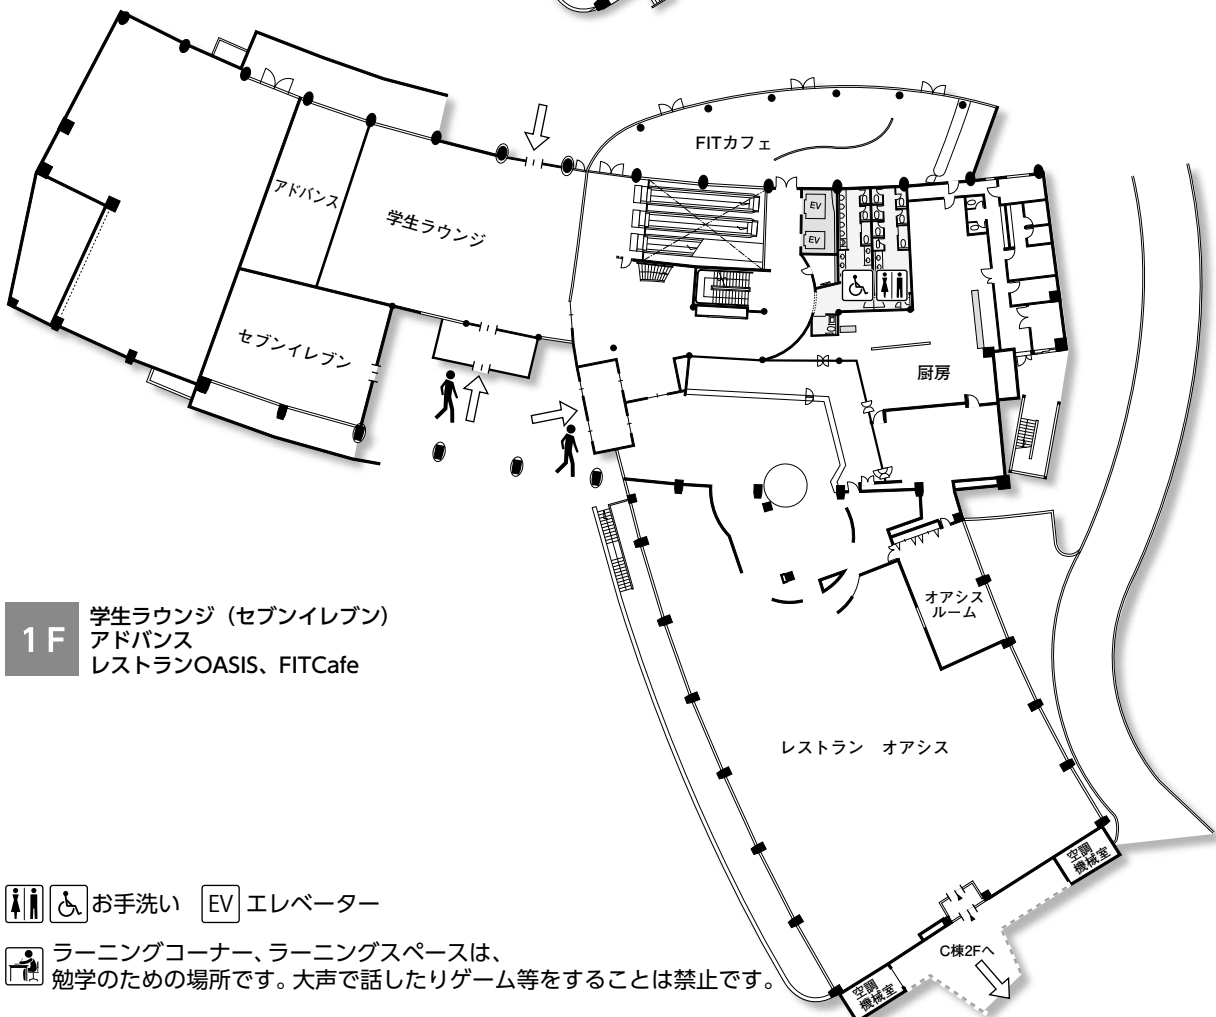 FITカフェ
アドバンス
学生ラウンジ
EV
EV
セブンイレブン
厨房
1F
学生ラウンジ（セブンイレブン）
アドバンス
レストランOASIS、FITCafe
オアシス
ルーム
レストラン　オアシス
空調
機械室
C棟2Fへ
空調
機械室
お手洗い EV エレベーター
ラーニングコーナー、ラーニングスペースは、
勉学のための場所です。大声で話したりゲーム等をすることは禁止です。